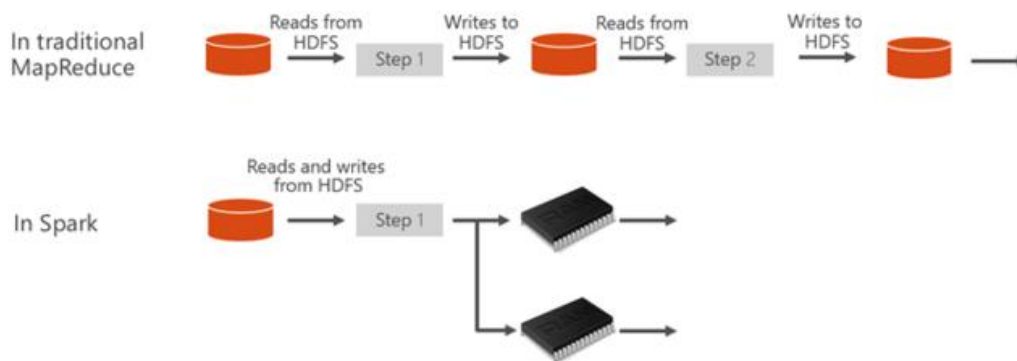 In traditional
MapReduce
Reads from
HDFS
Step 1
Writes to
HDFS
Reads from
HDFS
Step 2
Writes to
HDFS
In Spark
Reads and writes
from HDFS
Step 1